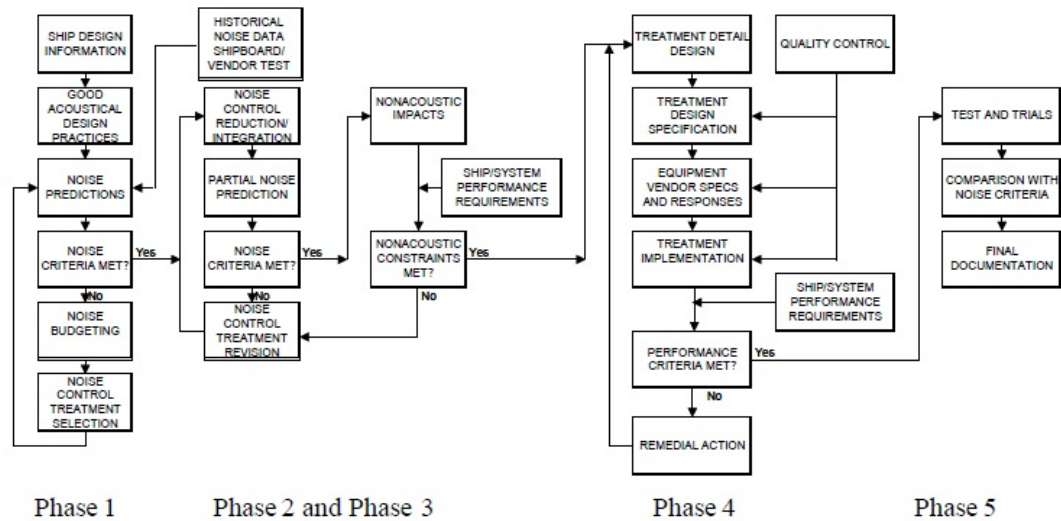 SHIP DESIGN
INFORMATION
GOOD
ACOUSTICAL
DESIGN
PRACTICES
NOISE
PREDICTIONS
NOISE
CRITERIA MET?
Yes
No
NOISE
BUDGETING
NOISE
CONTROL
TREATMENT
SELECTION
HISTORICAL
NOISE DATA
SHIPBOARD/
VENDOR TEST
NOISE
CONTROL
REDUCTION/
INTEGRATION
PARTIAL NOISE
PREDICTION
NOISE
CRITERIA MET?
Yes
No
NOISE
CONTROL
TREATMENT
REVISION
NONACOUSTIC
IMPACTS
SHIP/SYSTEM
PERFORMANCE
REQUIREMENTS
NONACOUSTIC
CONSTRAINTS
MET?
Yes
No
TREATMENT DETAIL
DESIGN
QUALITY CONTROL
TREATMENT
DESIGN
SPECIFICATION
EQUIPMENT
VENDOR SPECS
AND RESPONSES
TREATMENT
IMPLEMENTATION
SHIP/SYSTEM
PERFORMANCE
REQUIREMENTS
PERFORMANCE
CRITERIA MET?
Yes
No
REMEDIAL ACTION
TEST AND TRIALS
COMPARISON WITH
NOISE CRITERIA
FINAL
DOCUMENTATION
Phase 1
Phase 2 and Phase 3
Phase 4
Phase 5